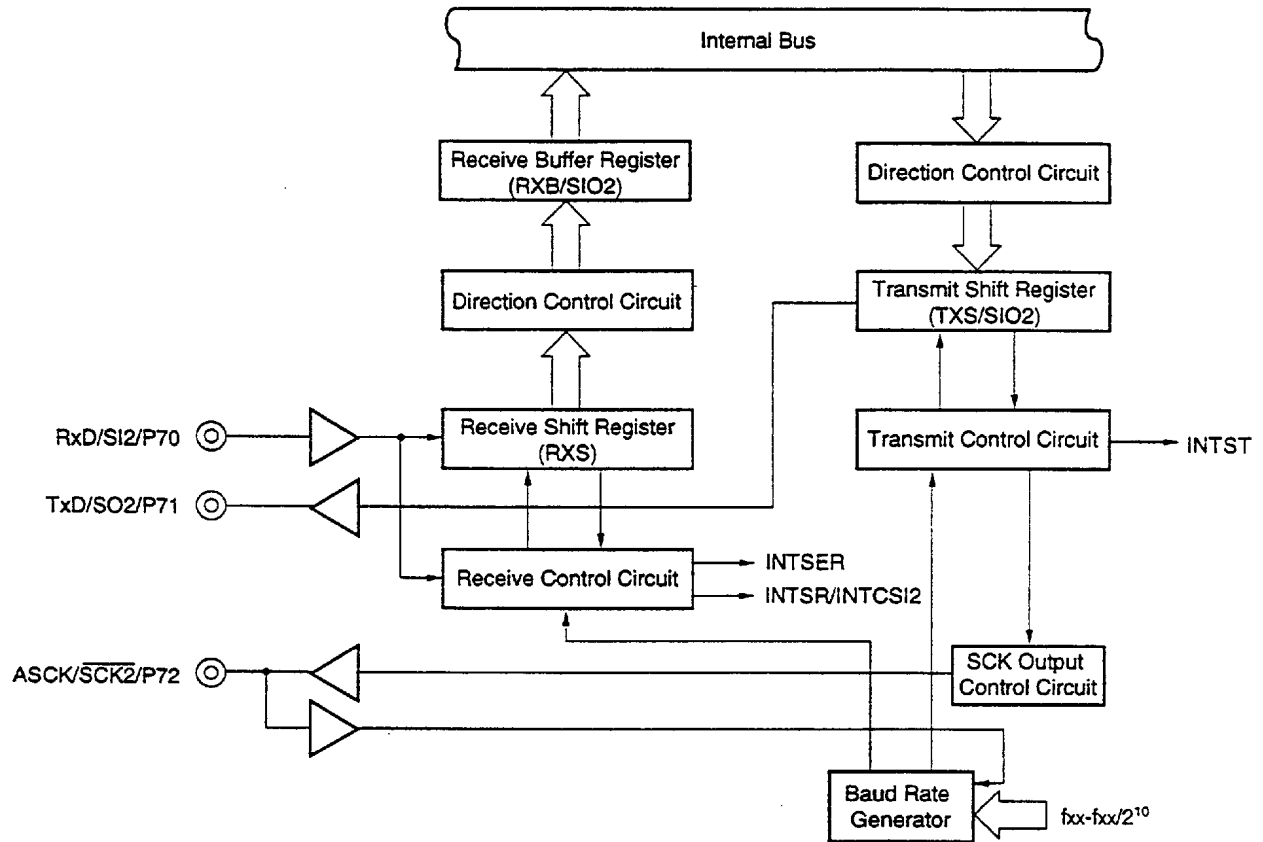 Internal Bus
Receive Buffer Register
(RXB/SIO2)
Direction Control Circuit
Direction Control Circuit
Transmit Shift Register
(TXS/SIO2)
RxD/SI2/P70
Receive Shift Register
(RXS)
Transmit Control Circuit
INTST
TxD/SO2/P71
Receive Control Circuit
INTSER
INTSR/INTCSI2
ASCK/S̅C̅K̅2̅/P72
SCK Output
Control Circuit
Baud Rate
Generator
fxx-fxx/2¹⁰